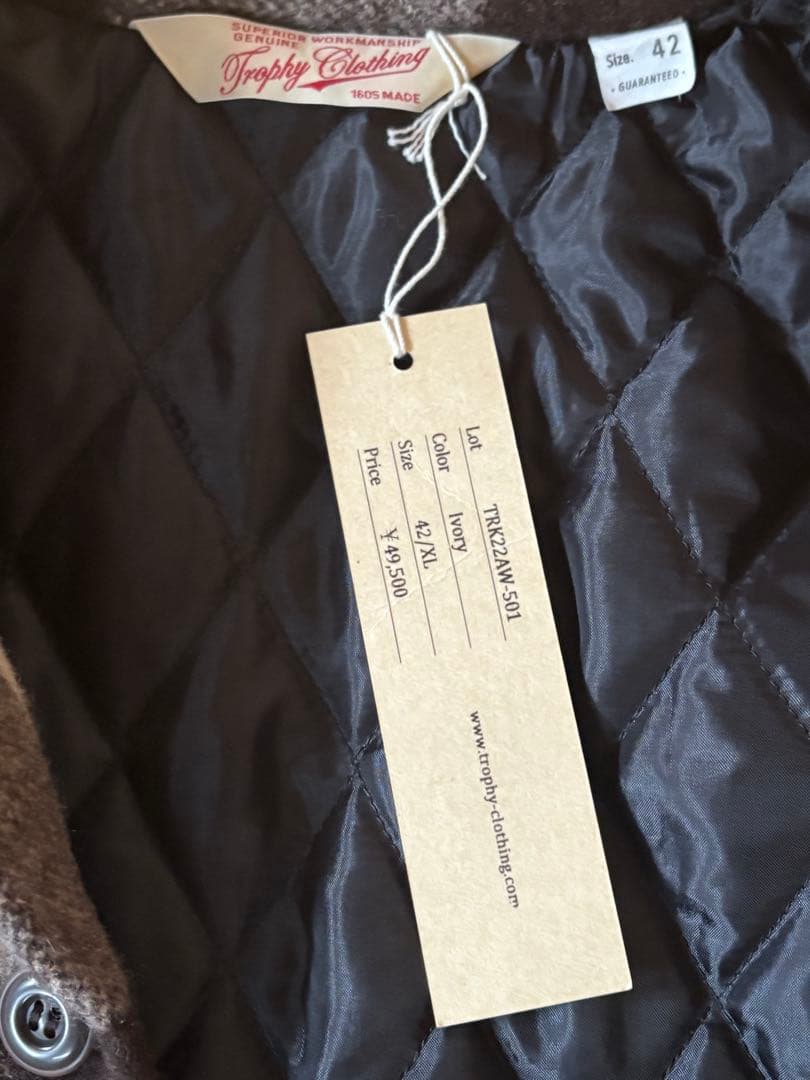 SUPERIOR WORKMANSHIP
GENUINE
Trophy Clothing
1605 MADE
Size. 42
· GUARANTEED ·
Lot TRK22AW-501
Color Ivory
Size 42/XL
Price ¥49,500
www.trophy-clothing.com